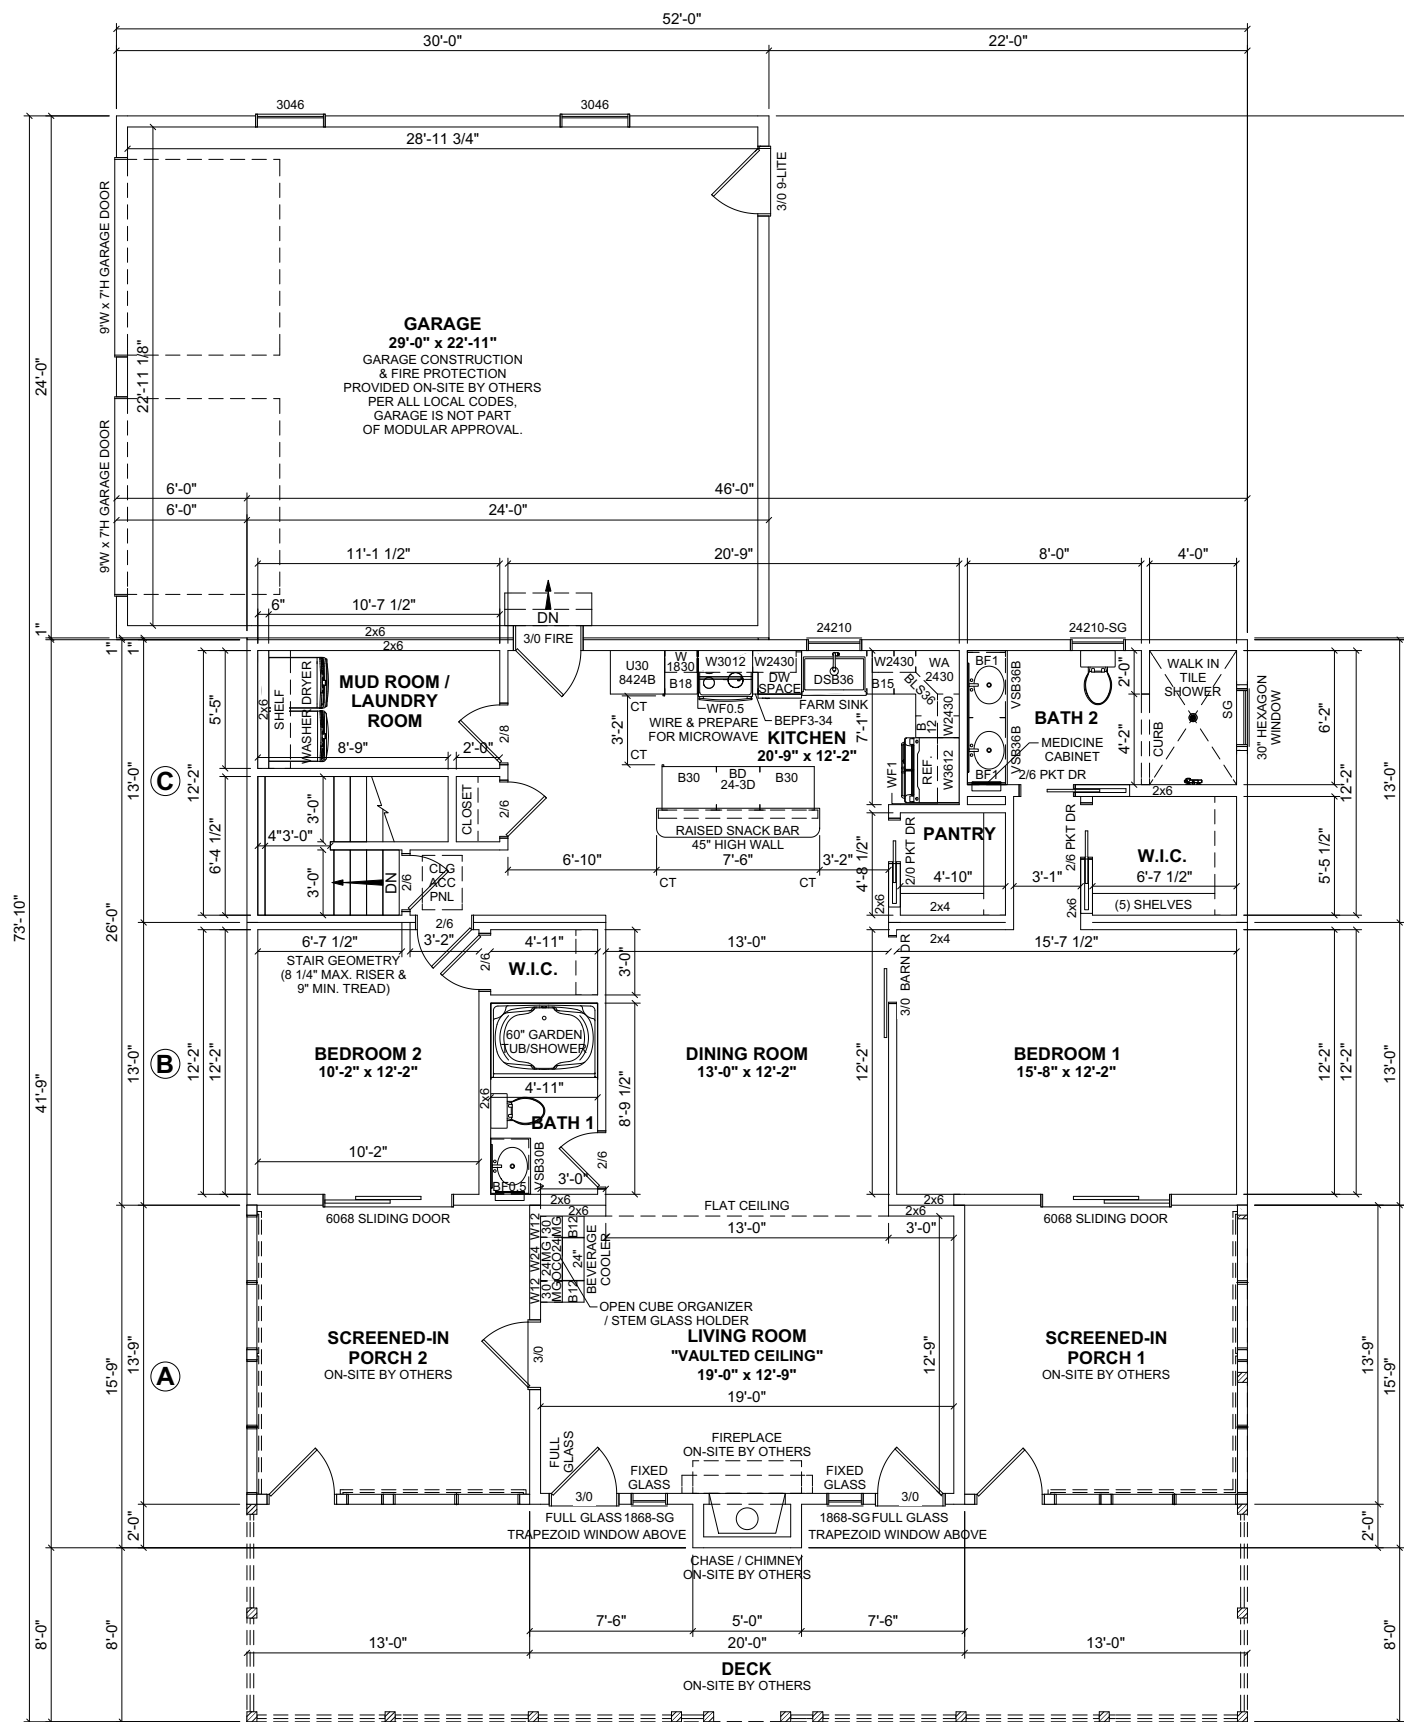 52'-0"
30'-0"
22'-0"
3046
3046
28'-11 3/4"
3/0 9-LITE
9'W x 7'H GARAGE DOOR
22'-11 1/8"
24'-0"
GARAGE
29'-0" x 22'-11"
GARAGE CONSTRUCTION
& FIRE PROTECTION
PROVIDED ON-SITE BY OTHERS
PER ALL LOCAL CODES,
GARAGE IS NOT PART
OF MODULAR APPROVAL.
9'W x 7'H GARAGE DOOR
6'-0"
46'-0"
6'-0"
24'-0"
11'-1 1/2"
20'-9"
8'-0"
4'-0"
6"
10'-7 1/2"
DN
1"
1"
1"
2x6
2x6
3/0 FIRE
24210
24210-SG
SHELF
DRYER
WASHER
2x6
5'-5"
MUD ROOM /
LAUNDRY
ROOM
8'-9"
2'-0"
2/8
U30
8424B
W
1830
B18
W3012
W2430
DW
SPACE
DSB36
W2430
B15
WA
2430
BLS36
B
12
W2430
WF0.5
FARM SINK
WIRE & PREPARE
FOR MICROWAVE
BEPF3-34
CT
3'-2"
CT
KITCHEN
20'-9" x 12'-2"
7'-1"
WF1
REF.
W3612
BF1
VSB36B
VSB36B
BF1
BATH 2
2'-0"
4'-2"
MEDICINE
CABINET
2/6 PKT DR
WALK IN
TILE
SHOWER
CURB
SG
30" HEXAGON
WINDOW
6'-2"
2x6
C
13'-0"
12'-2"
12'-2"
13'-0"
B30
BD
24-3D
B30
RAISED SNACK BAR
45" HIGH WALL
6'-10"
7'-6"
3'-2"
CT
CT
CLOSET
2/6
3'-0"
4"
3'-0"
3'-0"
6'-4 1/2"
DN
2/6
CLG
ACC
PNL
4'-8 1/2"
2/0 PKT DR
PANTRY
4'-10"
2x4
2x6
3'-1"
2/6 PKT DR
W.I.C.
6'-7 1/2"
(5) SHELVES
2x6
5'-5 1/2"
73'-10"
26'-0"
2/6
6'-7 1/2"
3'-2"
4'-11"
13'-0"
2x4
15'-7 1/2"
STAIR GEOMETRY
(8 1/4" MAX. RISER &
9" MIN. TREAD)
2/6
W.I.C.
3'-0"
3/0 BARN DR
60" GARDEN
TUB/SHOWER
BEDROOM 2
10'-2" x 12'-2"
DINING ROOM
13'-0" x 12'-2"
BEDROOM 1
15'-8" x 12'-2"
B
13'-0"
12'-2"
12'-2"
12'-2"
12'-2"
12'-2"
13'-0"
41'-9"
4'-11"
2x6
8'-9 1/2"
BATH 1
10'-2"
VSB30B
BF0.5
3'-0"
2/6
2x6
2x6
FLAT CEILING
2x6
2x6
6068 SLIDING DOOR
6068 SLIDING DOOR
13'-0"
3'-0"
W12
W24
W12
B12
24"
B12
BEVERAGE
COOLER
OPEN CUBE ORGANIZER
/ STEM GLASS HOLDER
SCREENED-IN
PORCH 2
ON-SITE BY OTHERS
3/0
LIVING ROOM
"VAULTED CEILING"
19'-0" x 12'-9"
19'-0"
12'-9"
SCREENED-IN
PORCH 1
ON-SITE BY OTHERS
A
15'-9"
13'-9"
13'-9"
15'-9"
FULL
GLASS
FIXED
GLASS
FIREPLACE
ON-SITE BY OTHERS
FIXED
GLASS
3/0
3/0
FULL GLASS
1868-SG
1868-SG
FULL GLASS
TRAPEZOID WINDOW ABOVE
TRAPEZOID WINDOW ABOVE
2'-0"
2'-0"
CHASE / CHIMNEY
ON-SITE BY OTHERS
7'-6"
5'-0"
7'-6"
8'-0"
8'-0"
8'-0"
13'-0"
20'-0"
13'-0"
DECK
ON-SITE BY OTHERS